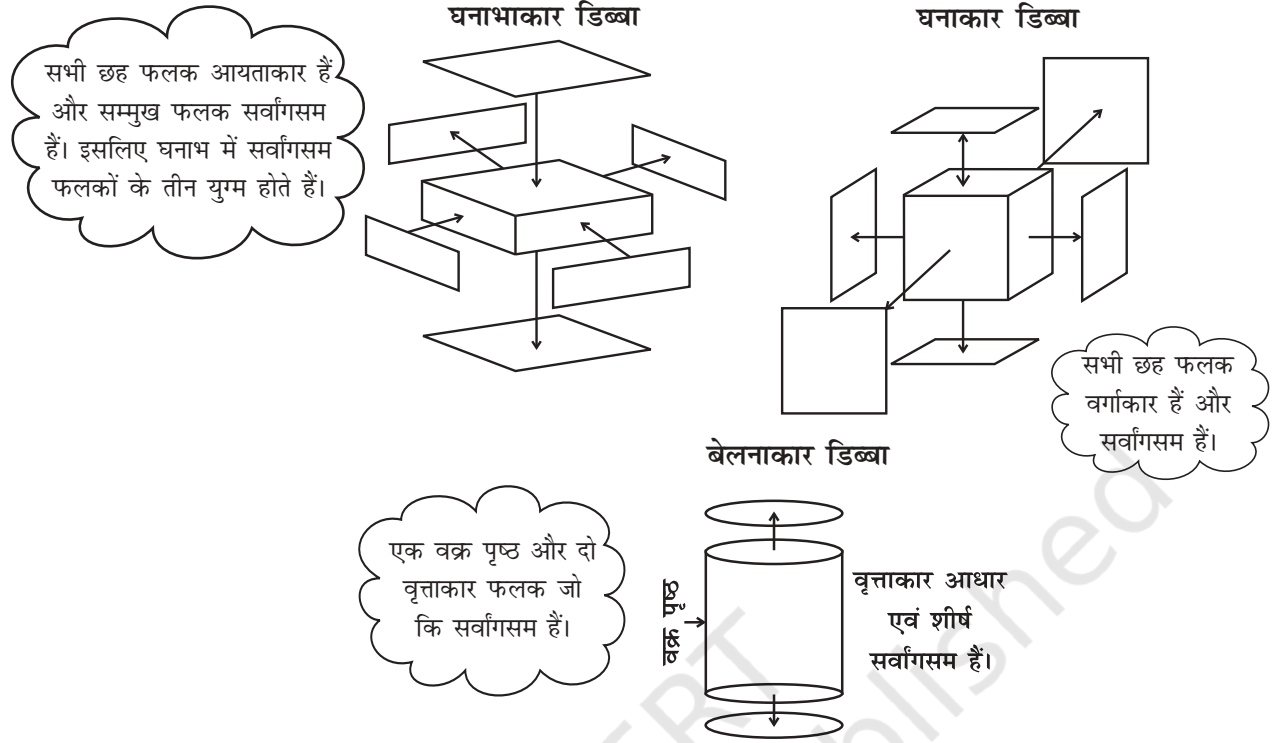 घनाभाकार डिब्बा
घनाकार डिब्बा
सभी छह फलक आयताकार हैं
और सम्मुख फलक सर्वांगसम
हैं। इसलिए घनाभ में सर्वांगसम
फलकों के तीन युग्म होते हैं।
सभी छह फलक
वर्गाकार हैं और
सर्वांगसम हैं।
बेलनाकार डिब्बा
एक वक्र पृष्ठ और दो
वृत्ताकार फलक जो
कि सर्वांगसम हैं।
वक्र पृष्ठ
वृत्ताकार आधार
एवं शीर्ष
सर्वांगसम हैं।